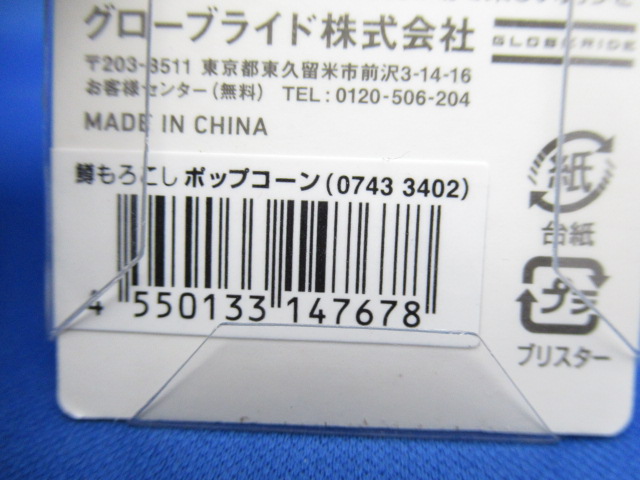 グローブライド株式会社 GLOBERIDE
〒203-8511 東京都東久留米市前沢3-14-16
お客様センター(無料) TEL:0120-506-204
MADE IN CHINA
鱒もろこし ポップコーン(0743 3402)
4 550133 147678
紙
台紙
プラ
ブリスター